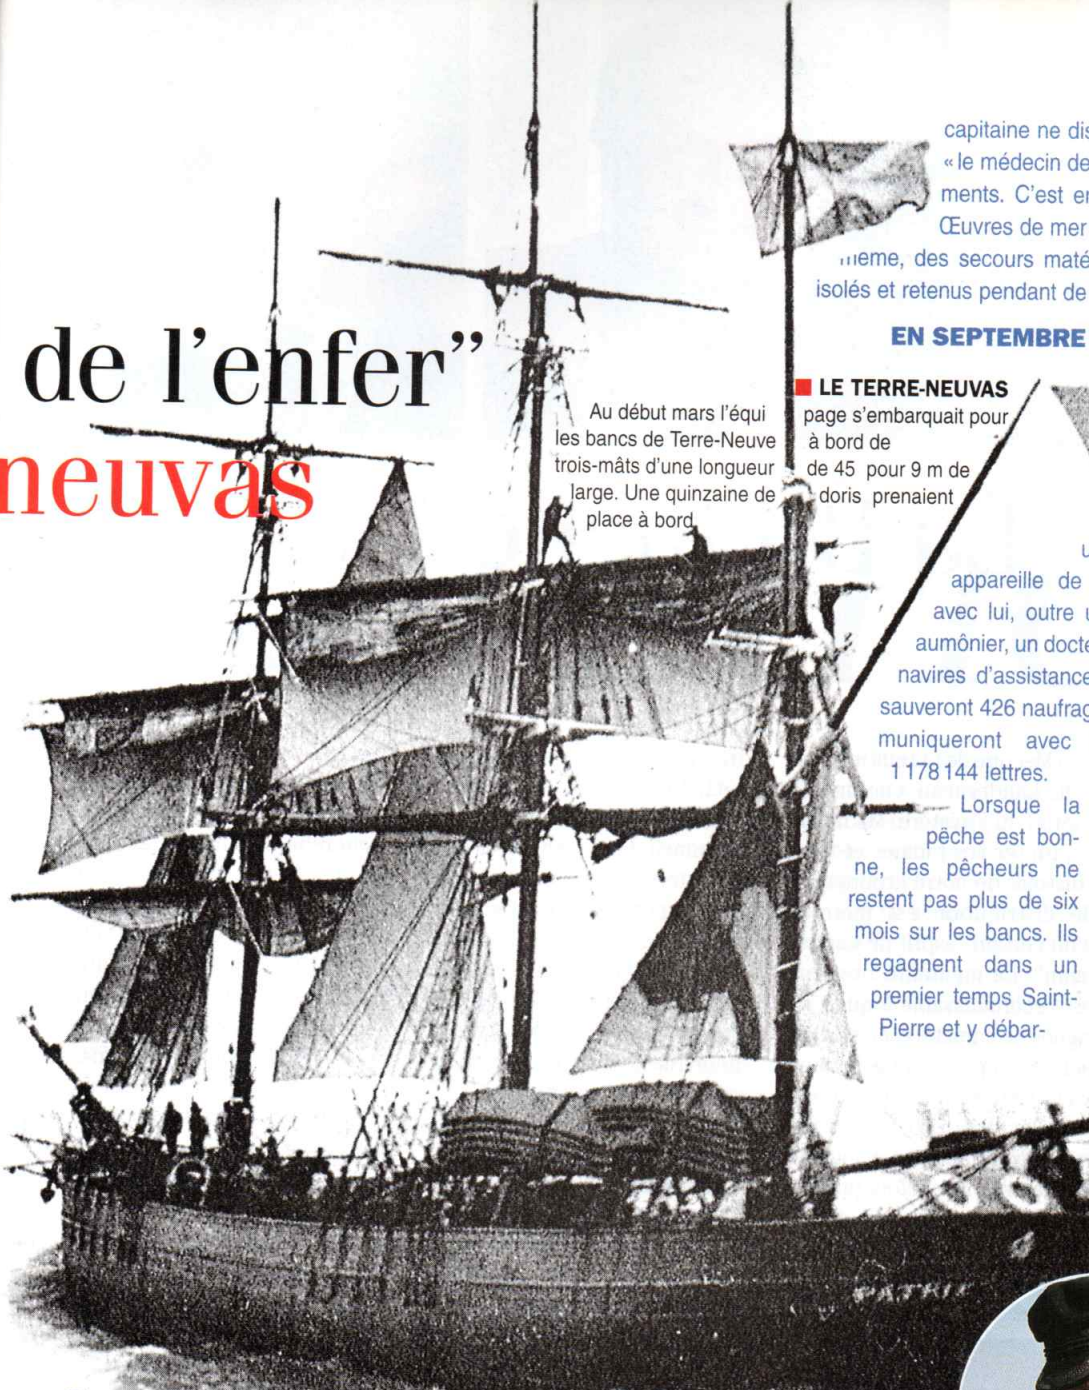 de l'enfer”
neuvas
capitaine ne dis
«le médecin de
ments. C'est en
Œuvres de mer
meme, des secours maté
isolés et retenus pendant de
EN SEPTEMBRE
LE TERRE-NEUVAS
Au début mars l'équi page s'embarquait pour
les bancs de Terre-Neuve à bord de
trois-mâts d'une longueur de 45 pour 9 m de
large. Une quinzaine de doris prenaient
place à bord
u
appareille de
avec lui, outre u
aumônier, un docte
navires d'assistance
sauveront 426 naufrag
muniqueront avec
1 178 144 lettres.
Lorsque la
pêche est bon-
ne, les pêcheurs ne
restent pas plus de six
mois sur les bancs. Ils
regagnent dans un
premier temps Saint-
Pierre et y débar-